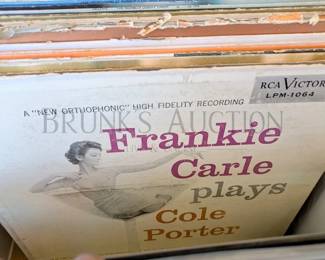 RCA VICTOR
LPM-1064
A "NEW ORTHOPHONIC" HIGH FIDELITY RECORDING
BRUNK'S AUCTION
Frankie
Carle
plays
Cole
Porter